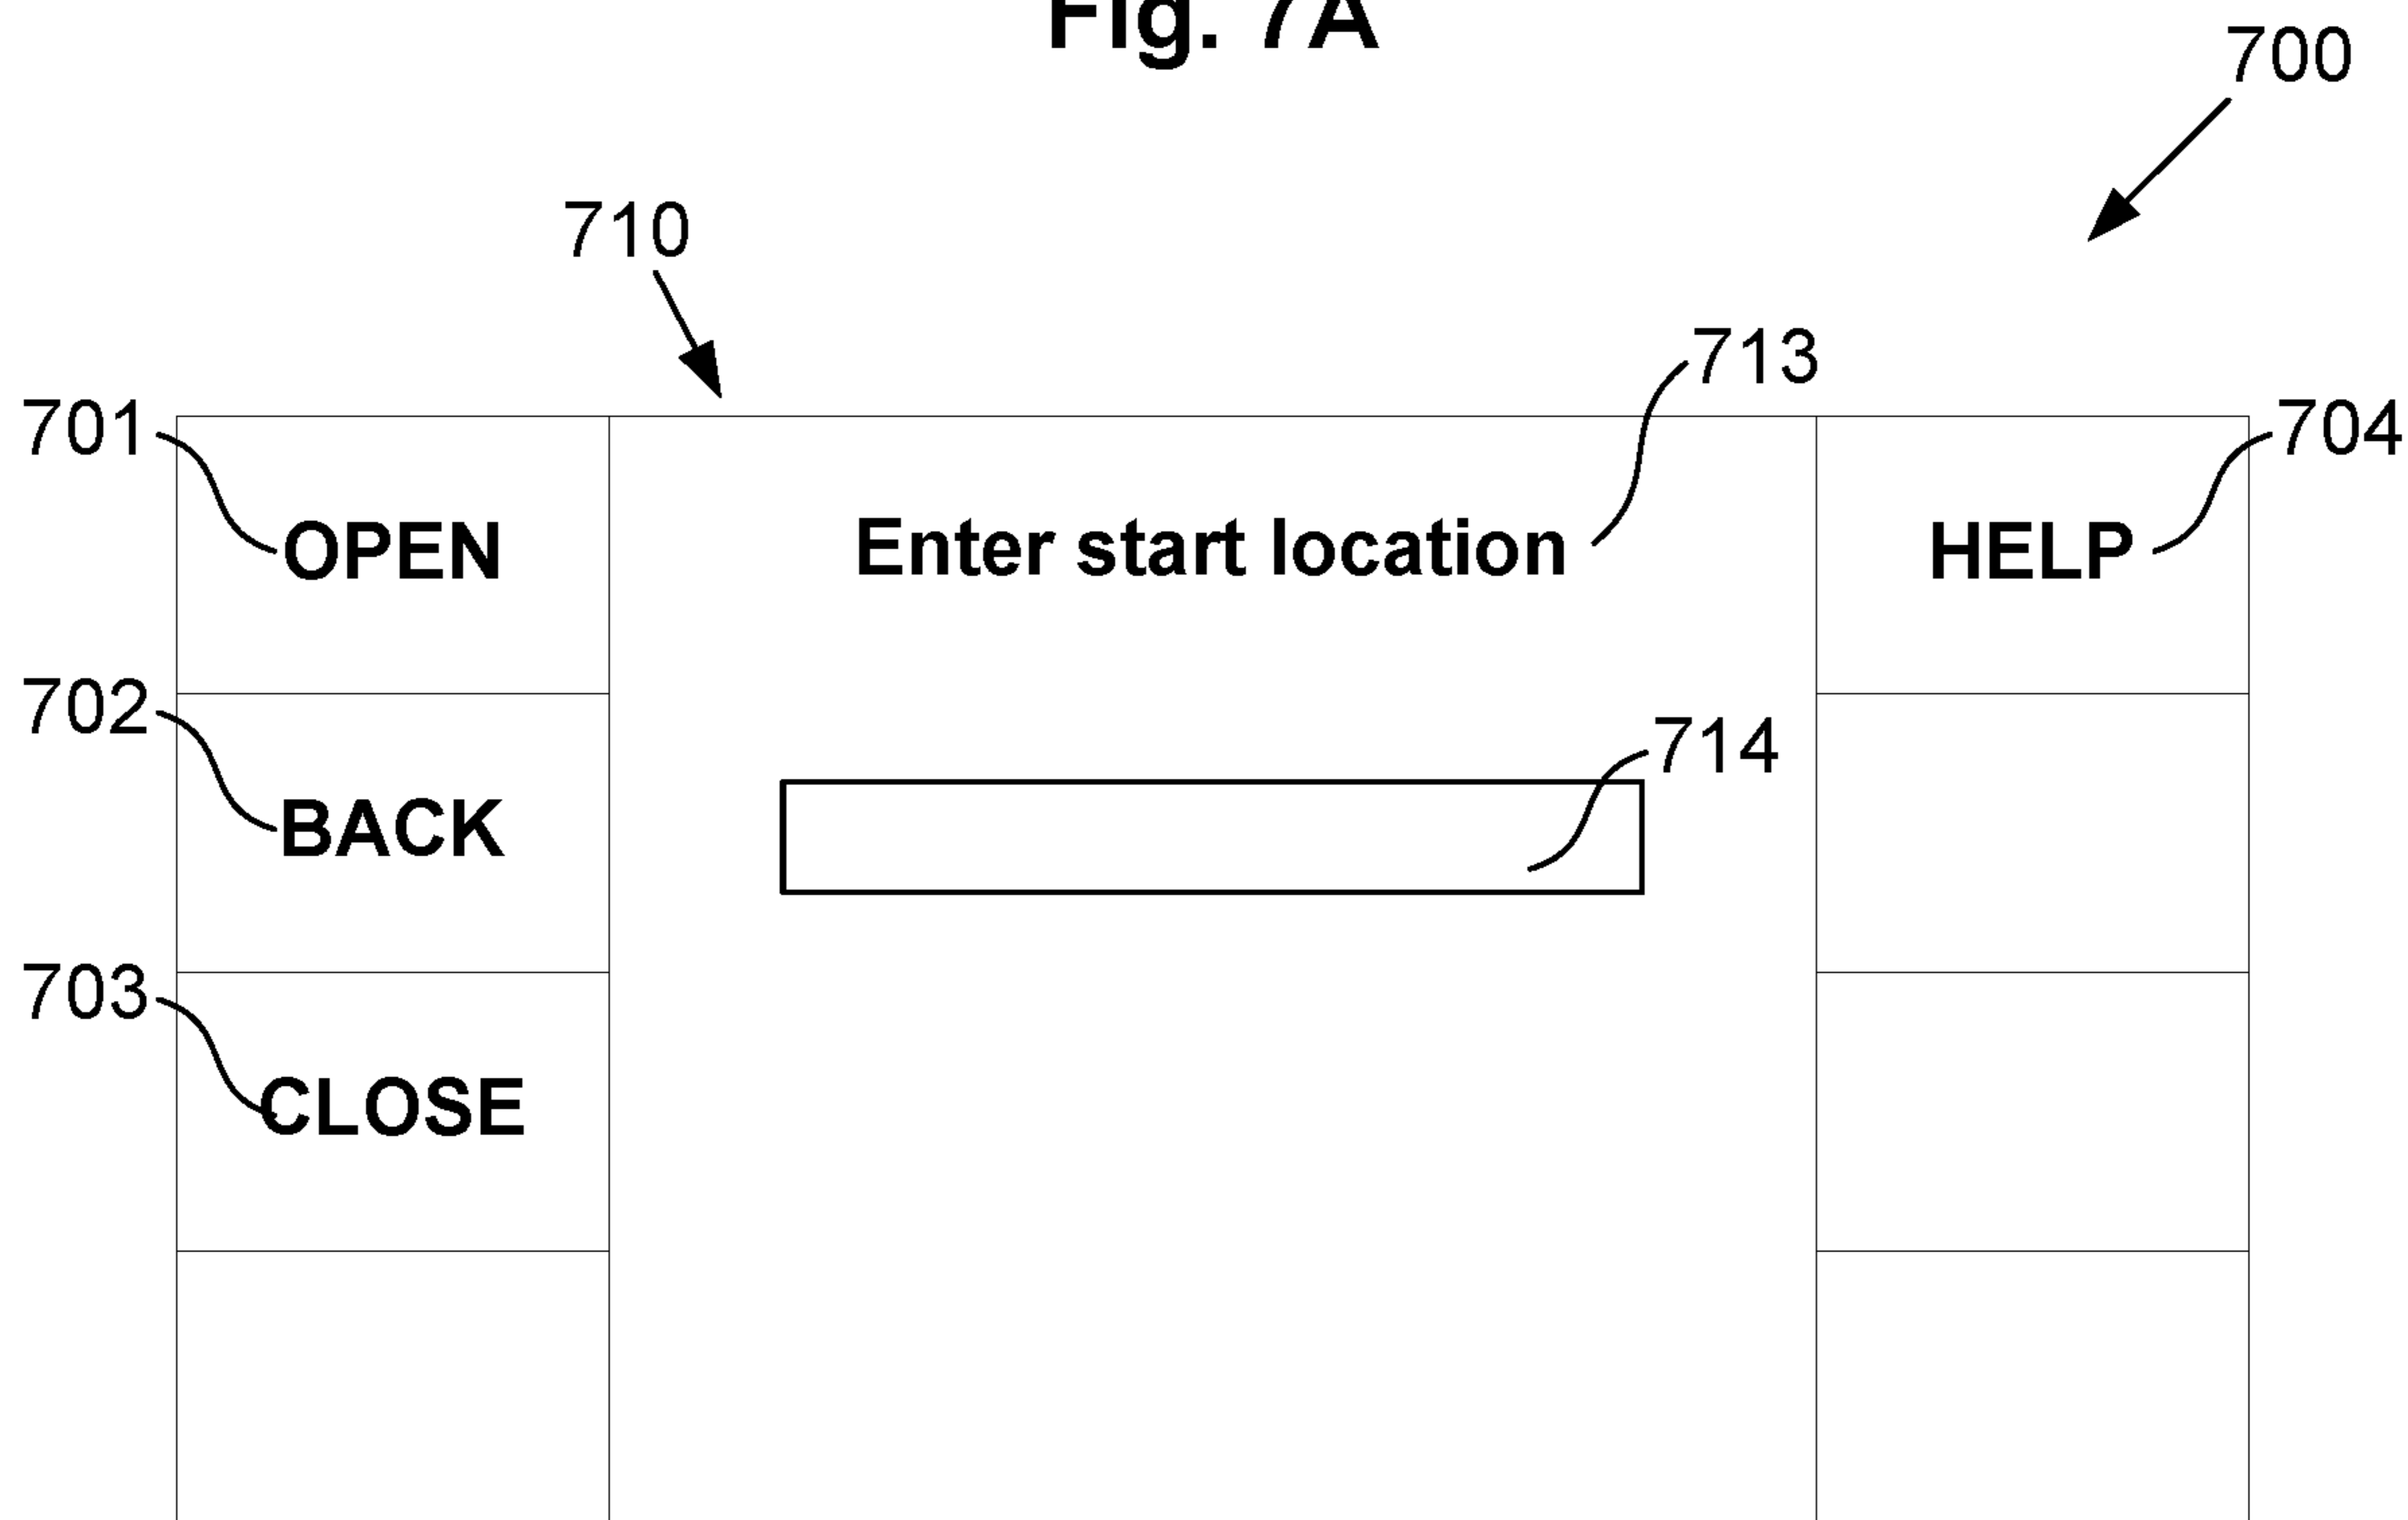 Fig. 7A
700
710
713
701
704
OPEN
Enter start location
HELP
702
714
BACK
703
CLOSE